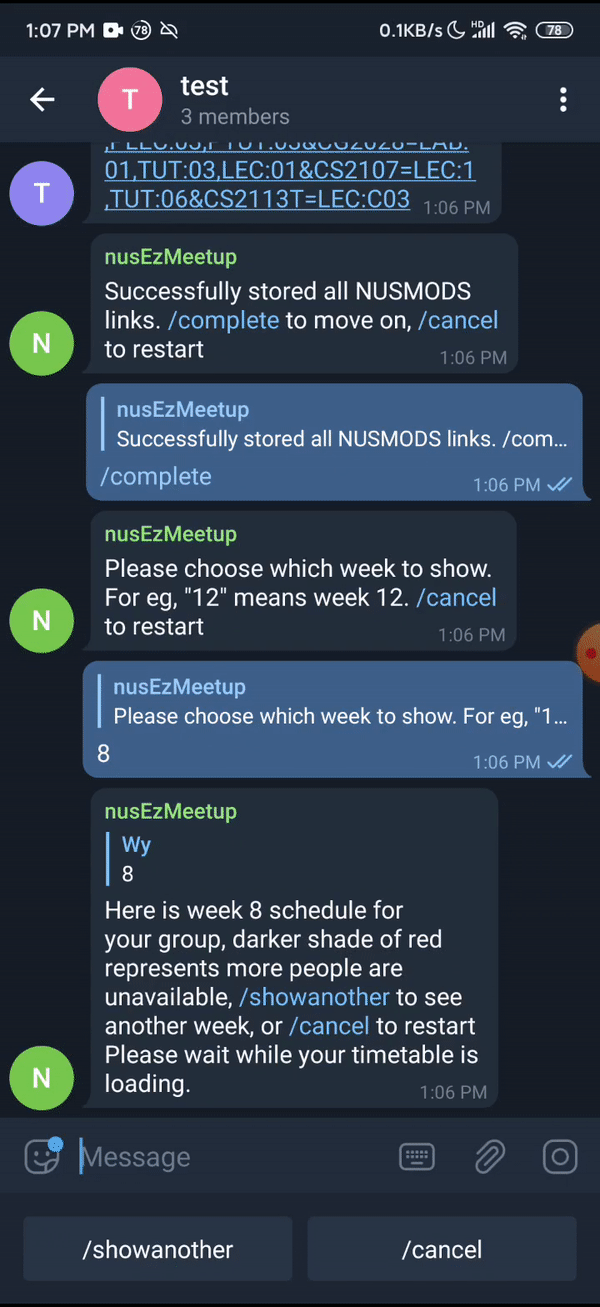 1:07 PM 78 0.1KB/s HD 78
test
3 members
T
T
01,TUT:03,LEC:01&CS2107=LEC:1
,TUT:06&CS2113T=LEC:C03 1:06 PM
nusEzMeetup
Successfully stored all NUSMODS
links. /complete to move on, /cancel
to restart 1:06 PM
N
nusEzMeetup
Successfully stored all NUSMODS links. /com...
/complete
1:06 PM
nusEzMeetup
Please choose which week to show.
For eg, "12" means week 12. /cancel
to restart 1:06 PM
N
nusEzMeetup
Please choose which week to show. For eg, "1...
8
1:06 PM
nusEzMeetup
Wy
8
Here is week 8 schedule for
your group, darker shade of red
represents more people are
unavailable, /showanother to see
another week, or /cancel to restart
Please wait while your timetable is
loading. 1:06 PM
N
Message
/showanother /cancel